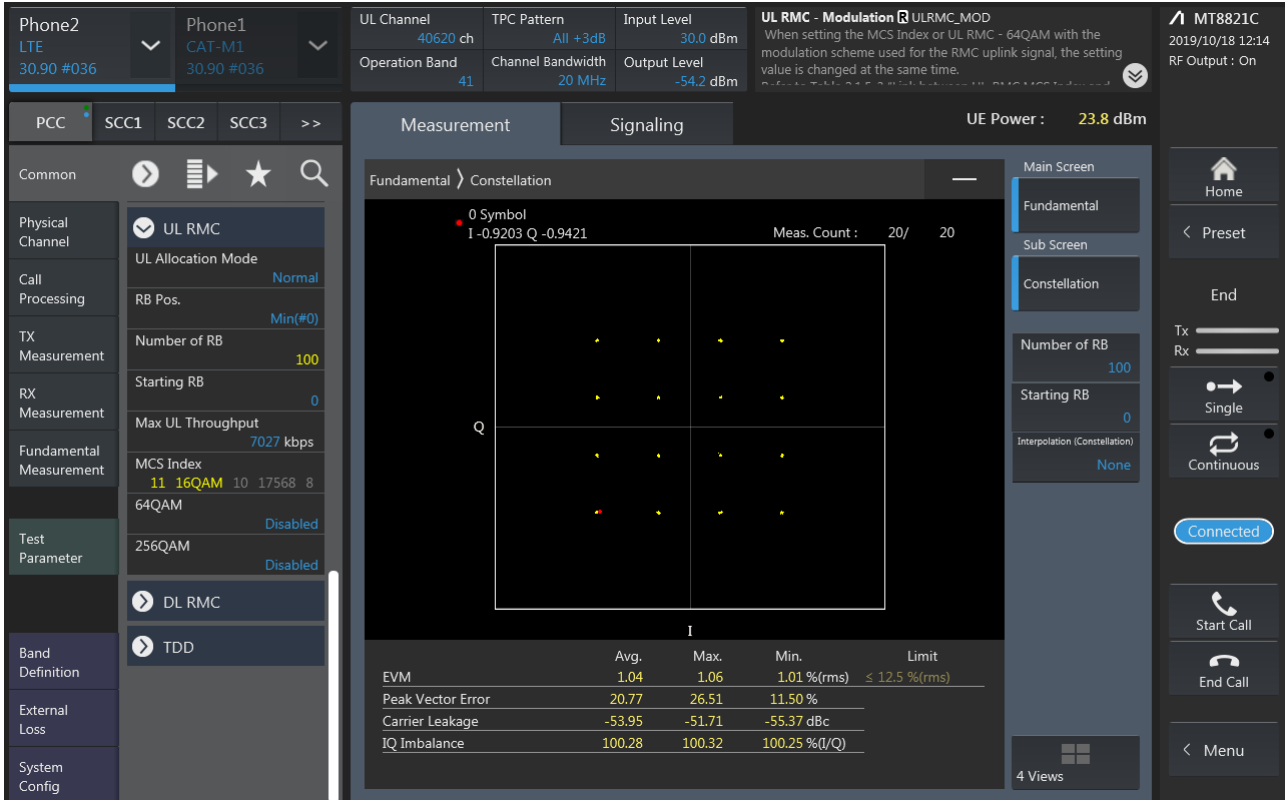 Phone2
LTE
30.90 #036
Phone1
CAT-M1
30.90 #036
UL Channel
40620 ch
TPC Pattern
All +3dB
Input Level
30.0 dBm
Operation Band
41
Channel Bandwidth
20 MHz
Output Level
-54.2 dBm
UL RMC - Modulation R ULRMC_MOD
When setting the MCS Index or UL RMC - 64QAM with the
modulation scheme used for the RMC uplink signal, the setting
value is changed at the same time.
MT8821C
2019/10/18 12:14
RF Output : On
PCC
SCC1
SCC2
SCC3
>>
Measurement
Signaling
UE Power : 23.8 dBm
Common
Physical
Channel
Call
Processing
TX
Measurement
RX
Measurement
Fundamental
Measurement
Test
Parameter
Band
Definition
External
Loss
System
Config
UL RMC
UL Allocation Mode
Normal
RB Pos.
Min(#0)
Number of RB
100
Starting RB
0
Max UL Throughput
7027 kbps
MCS Index
11 16QAM 10 17568 8
64QAM
Disabled
256QAM
Disabled
DL RMC
TDD
Fundamental 〉 Constellation
0 Symbol
I -0.9203 Q -0.9421
Meas. Count : 20/ 20
Q
I
Avg. Max. Min. Limit
EVM 1.04 1.06 1.01 %(rms) ≤ 12.5 %(rms)
Peak Vector Error 20.77 26.51 11.50 %
Carrier Leakage -53.95 -51.71 -55.37 dBc
IQ Imbalance 100.28 100.32 100.25 %(I/Q)
Main Screen
Fundamental
Sub Screen
Constellation
Number of RB
100
Starting RB
0
Interpolation (Constellation)
None
4 Views
Home
< Preset
End
Tx
Rx
Single
Continuous
Connected
Start Call
End Call
< Menu